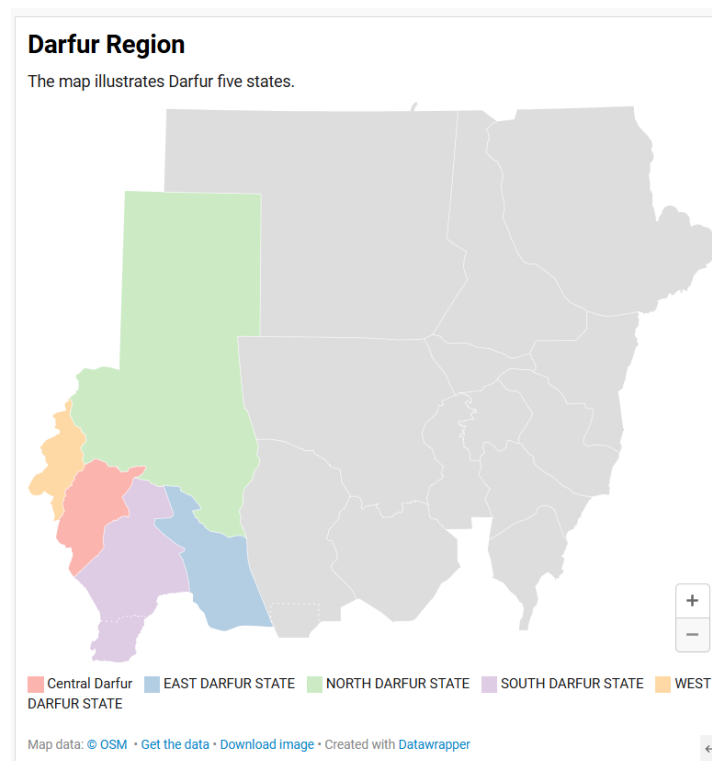 Darfur Region
The map illustrates Darfur five states.
+
−
Central Darfur EAST DARFUR STATE NORTH DARFUR STATE SOUTH DARFUR STATE WEST
DARFUR STATE
Map data: © OSM • Get the data • Download image • Created with Datawrapper